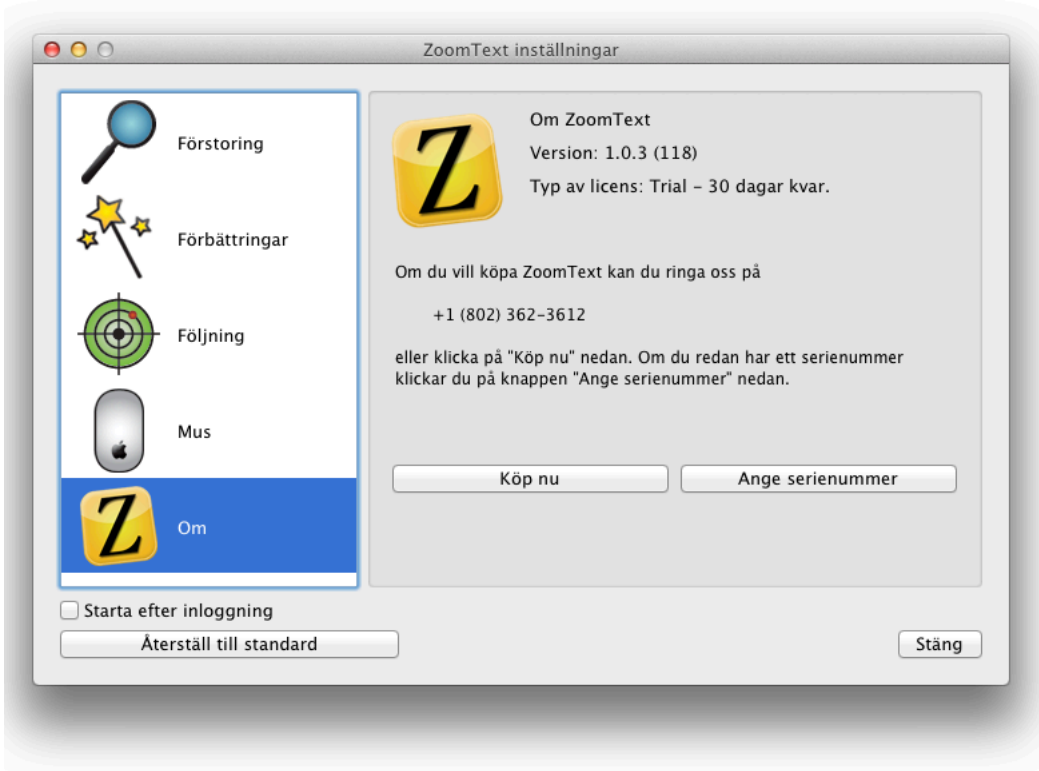 ZoomText inställningar
Förstoring
Förbättringar
Följning
Mus
Om
Om ZoomText
Version: 1.0.3 (118)
Typ av licens: Trial – 30 dagar kvar.
Om du vill köpa ZoomText kan du ringa oss på
+1 (802) 362-3612
eller klicka på "Köp nu" nedan. Om du redan har ett serienummer
klickar du på knappen "Ange serienummer" nedan.
Köp nu
Ange serienummer
Starta efter inloggning
Återställ till standard
Stäng